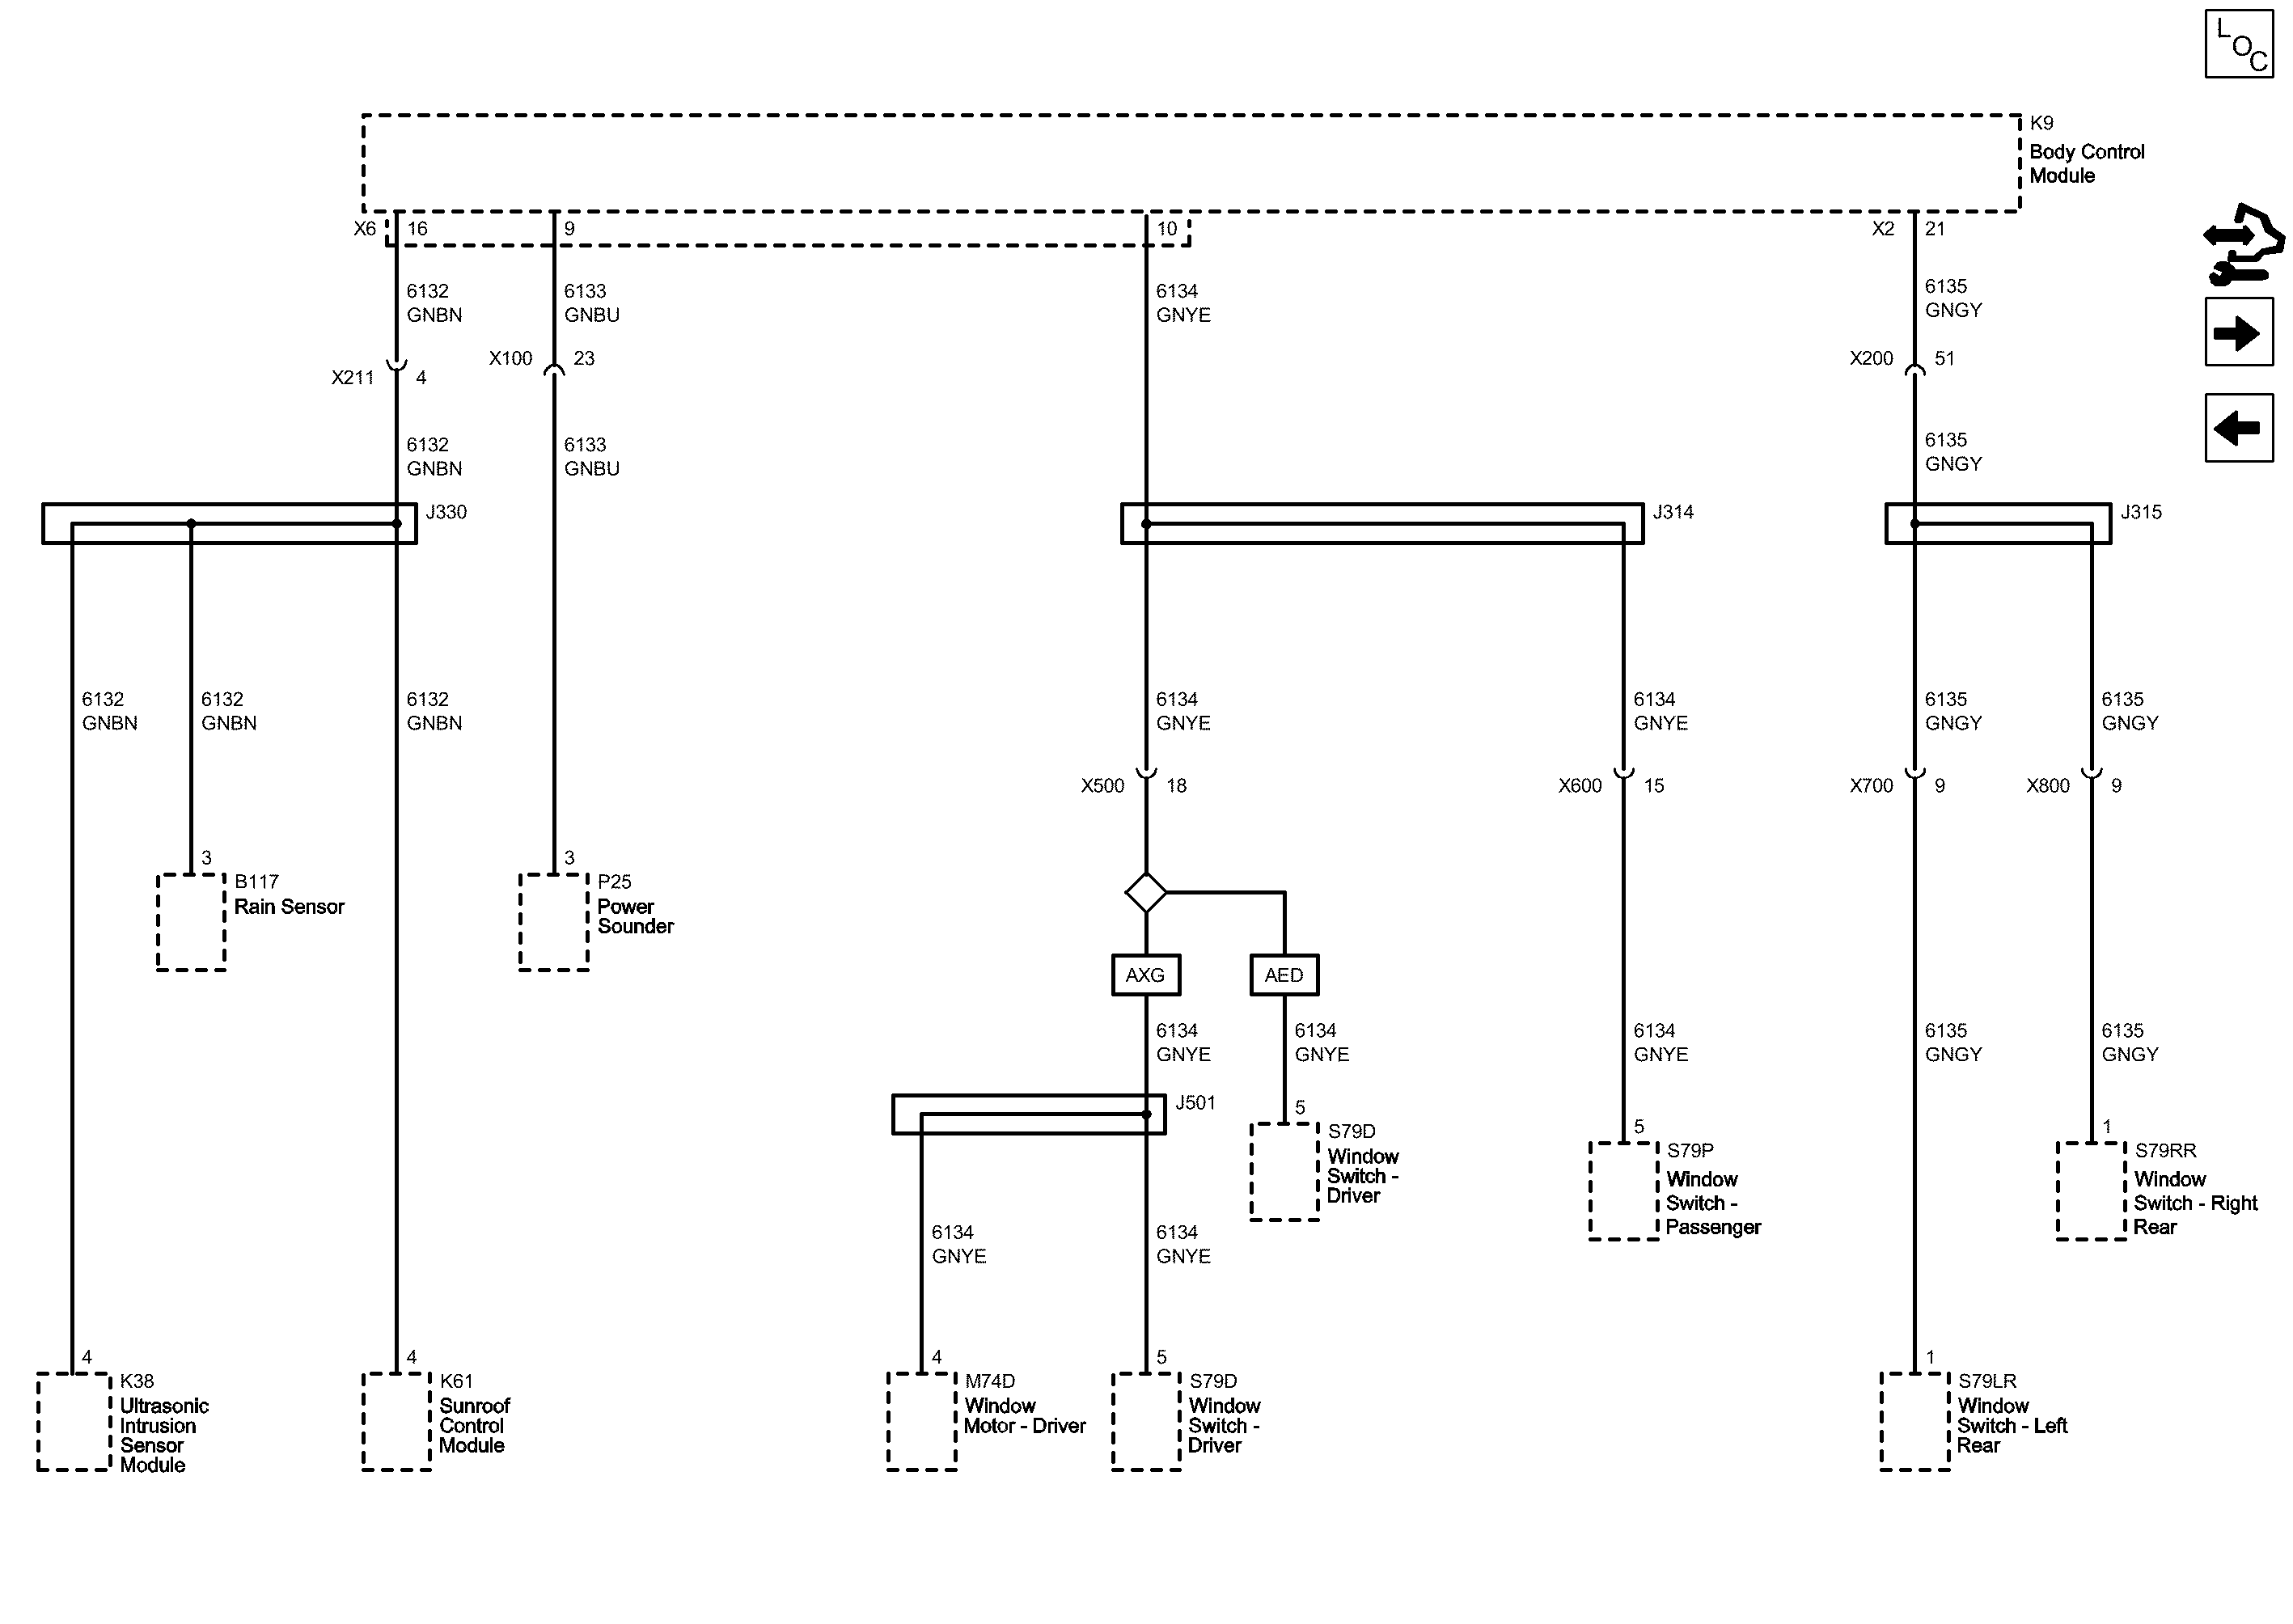 LOC
K9
Body Control
Module
X6 16 9 10 X2 21
6132 6133 6134 6135
GNBN GNBU GNYE GNGY
X211 4 X100 23 X200 51
6132 6133 6135
GNBN GNBU GNGY
J330 J314 J315
6132 6132 6132 6134 6134 6135 6135
GNBN GNBN GNBN GNYE GNYE GNGY GNGY
X500 18 X600 15 X700 9 X800 9
3 3
B117 P25
Rain Sensor Power
Sounder
AXG AED
6134 6134 6134 6135 6135
GNYE GNYE GNYE GNGY GNGY
J501
5 5 1
S79D S79P S79RR
Window
Switch -
Driver
Window
Switch -
Passenger
Window
Switch - Right
Rear
6134 6134
GNYE GNYE
4 4 4 5 1
K38
Ultrasonic
Intrusion
Sensor
Module
K61
Sunroof
Control
Module
M74D
Window
Motor - Driver
S79D
Window
Switch -
Driver
S79LR
Window
Switch - Left
Rear